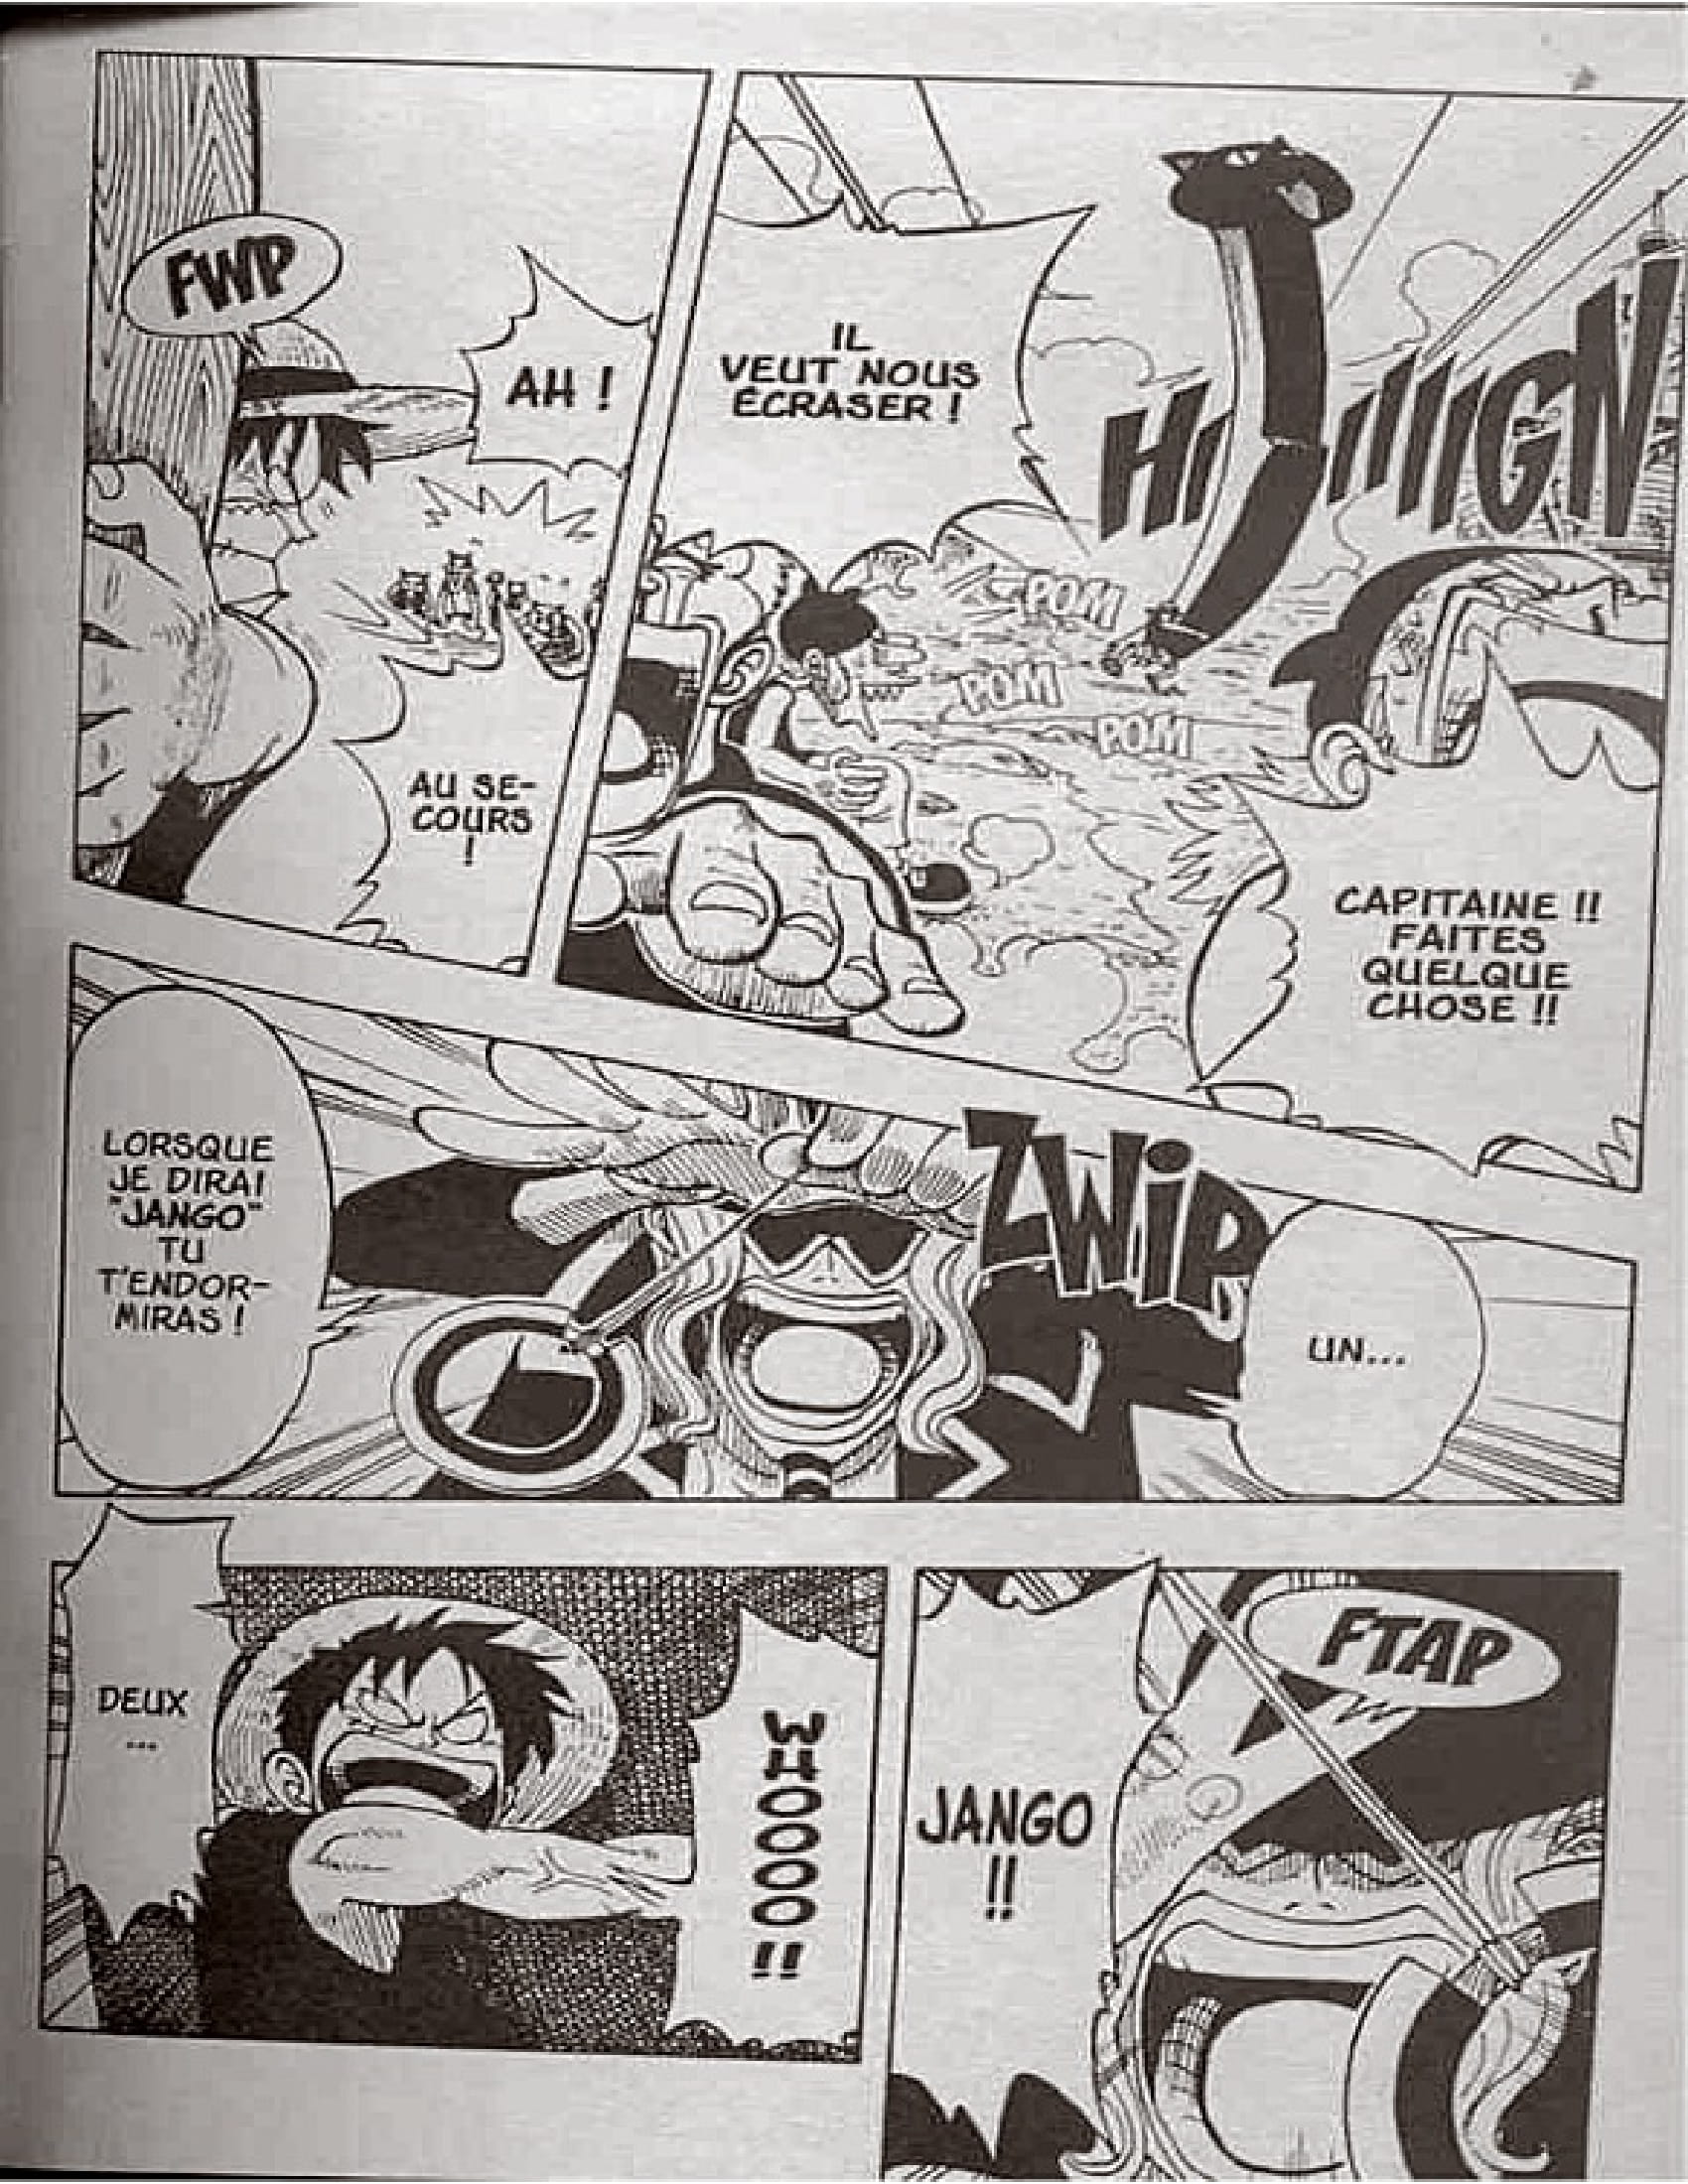 FWP
AH !
AU SE-
COURS
!
IL
VEUT NOUS
ÉCRASER !
HIIIIIGN
POM
POM
POM
CAPITAINE !!
FAITES
QUELQUE
CHOSE !!
LORSQUE
JE DIRAI
"JANGO"
TU
T'ENDOR-
MIRAS !
ZWIP
UN...
DEUX
...
WHOOOO !!
JANGO
!!
FTAP